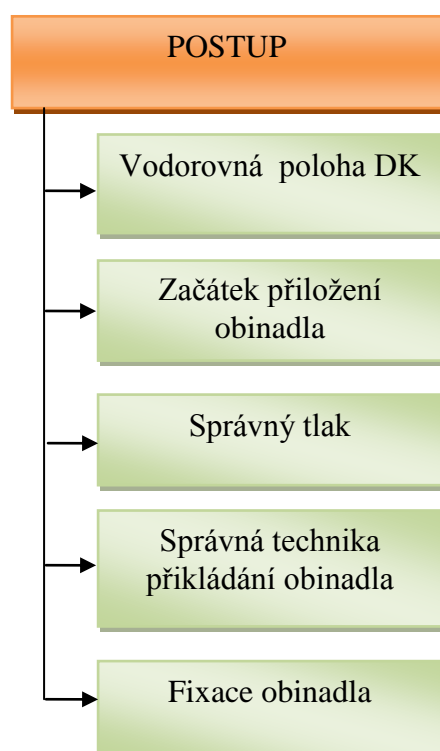 POSTUP
Vodorovná poloha DK
Začátek přiložení
obinadla
Správný tlak
Správná technika
přikládání obinadla
Fixace obinadla